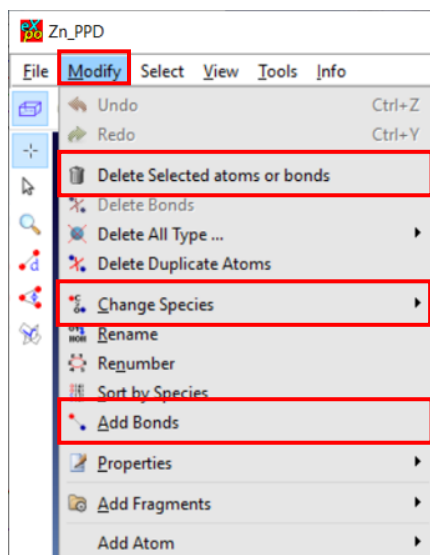 expo Zn_PPD
File Modify Select View Tools Info
Undo Ctrl+Z
Redo Ctrl+Y
Delete Selected atoms or bonds
Delete Bonds
Delete All Type ...
Delete Duplicate Atoms
Change Species
Rename
Renumber
Sort by Species
Add Bonds
Properties
Add Fragments
Add Atom